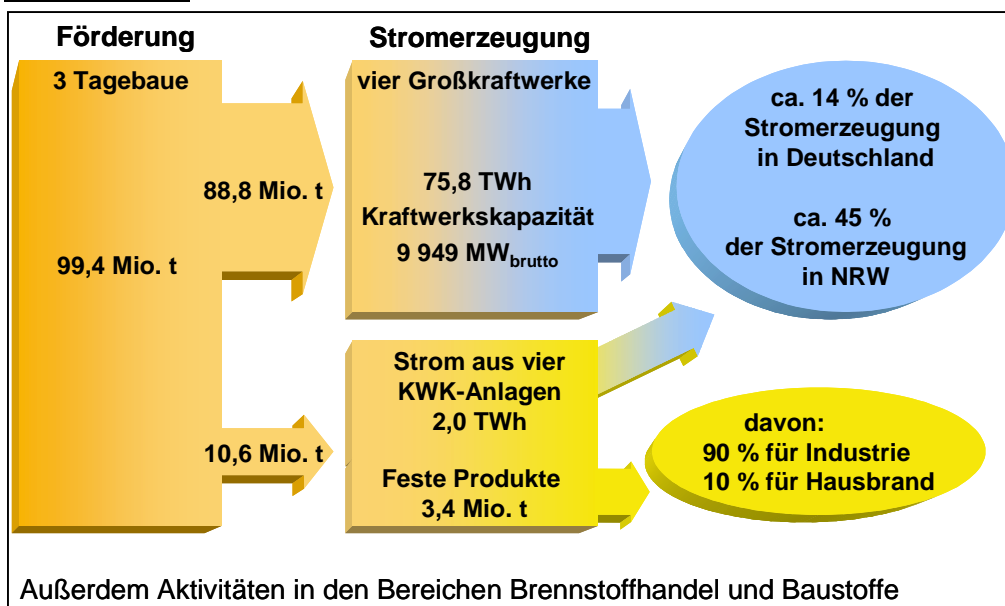 Förderung
3 Tagebaue
99,4 Mio. t
88,8 Mio. t
10,6 Mio. t
Stromerzeugung
vier Großkraftwerke
75,8 TWh
Kraftwerkskapazität
9 949 MWbrutto
Strom aus vier
KWK-Anlagen
2,0 TWh
Feste Produkte
3,4 Mio. t
ca. 14 % der
Stromerzeugung
in Deutschland
ca. 45 %
der Stromerzeugung
in NRW
davon:
90 % für Industrie
10 % für Hausbrand
Außerdem Aktivitäten in den Bereichen Brennstoffhandel und Baustoffe